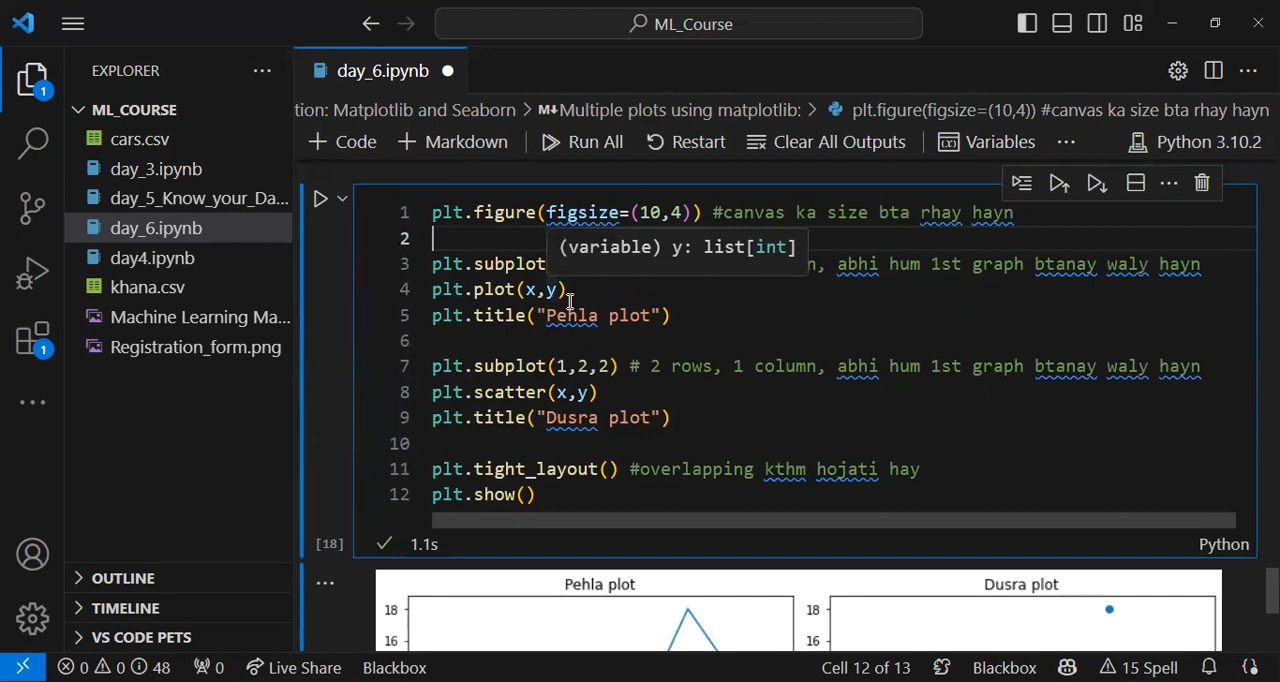 ML_Course
EXPLORER
ML_COURSE
cars.csv
day_3.ipynb
day_5_Know_your_Da...
day_6.ipynb
day4.ipynb
khana.csv
Machine Learning Ma...
Registration_form.png
OUTLINE
TIMELINE
VS CODE PETS
1
1
day_6.ipynb
tion: Matplotlib and Seaborn > M↓Multiple plots using matplotlib: > plt.figure(figsize=(10,4)) #canvas ka size bta rhay hayn
Code Markdown Run All Restart Clear All Outputs Variables Python 3.10.2
1 plt.figure(figsize=(10,4)) #canvas ka size bta rhay hayn
2
(variable) y: list[int]
3 plt.subplot n, abhi hum 1st graph btanay waly hayn
4 plt.plot(x,y)
5 plt.title("Pehla plot")
6
7 plt.subplot(1,2,2) # 2 rows, 1 column, abhi hum 1st graph btanay waly hayn
8 plt.scatter(x,y)
9 plt.title("Dusra plot")
10
11 plt.tight_layout() #overlapping kthm hojati hay
12 plt.show()
[18] 1.1s Python
Pehla plot Dusra plot
18 18
16 16
0 0 48 0 Live Share Blackbox Cell 12 of 13 Blackbox 15 Spell